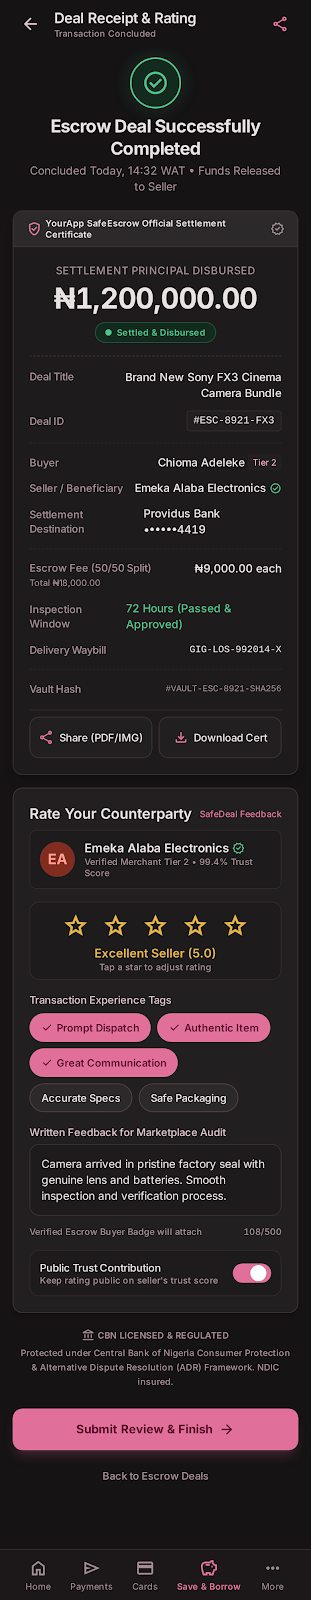 Deal Receipt & Rating
Transaction Concluded
Escrow Deal Successfully
Completed
Concluded Today, 14:32 WAT • Funds Released
to Seller
YourApp SafeEscrow Official Settlement
Certificate
SETTLEMENT PRINCIPAL DISBURSED
₦1,200,000.00
Settled & Disbursed
Deal Title
Brand New Sony FX3 Cinema
Camera Bundle
Deal ID
#ESC-8921-FX3
Buyer
Chioma Adeleke Tier 2
Seller / Beneficiary
Emeka Alaba Electronics
Settlement
Destination
Providus Bank
••••••4419
Escrow Fee (50/50 Split)
Total ₦18,000.00
₦9,000.00 each
Inspection
Window
72 Hours (Passed &
Approved)
Delivery Waybill
GIG-LOS-992014-X
Vault Hash
#VAULT-ESC-8921-SHA256
Share (PDF/IMG)
Download Cert
Rate Your Counterparty
SafeDeal Feedback
EA
Emeka Alaba Electronics
Verified Merchant Tier 2 • 99.4% Trust
Score
Excellent Seller (5.0)
Tap a star to adjust rating
Transaction Experience Tags
Prompt Dispatch
Authentic Item
Great Communication
Accurate Specs
Safe Packaging
Written Feedback for Marketplace Audit
Camera arrived in pristine factory seal with
genuine lens and batteries. Smooth
inspection and verification process.
Verified Escrow Buyer Badge will attach
108/500
Public Trust Contribution
Keep rating public on seller's trust score
CBN LICENSED & REGULATED
Protected under Central Bank of Nigeria Consumer Protection
& Alternative Dispute Resolution (ADR) Framework. NDIC
insured.
Submit Review & Finish →
Back to Escrow Deals
Home
Payments
Cards
Save & Borrow
More